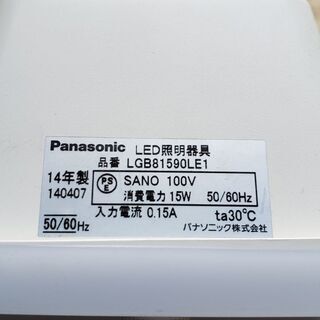 Panasonic LED照明器具
品番 LGB81590LE1
14年製
140407
PS
E
SANO 100V
消費電力 15W 50/60Hz
入力電流 0.15A ta30℃
50/60Hz
パナソニック株式会社